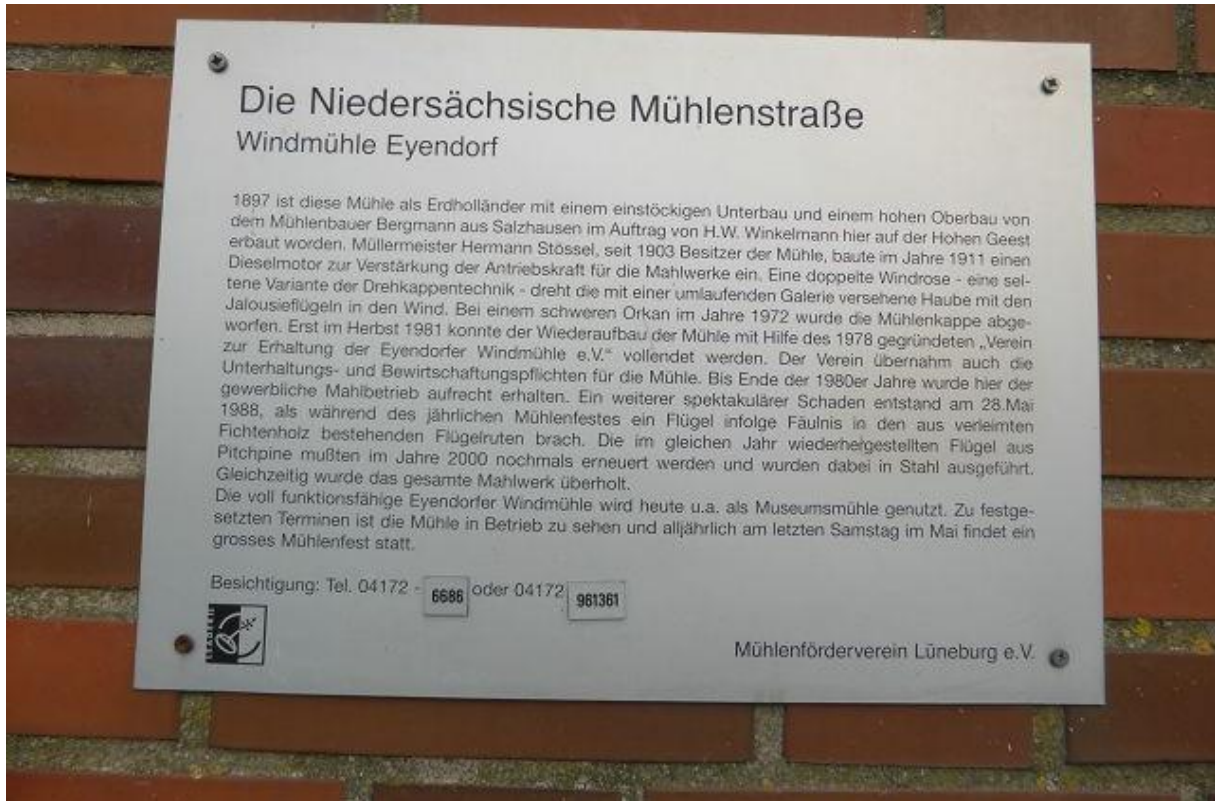 Die Niedersächsische Mühlenstraße
Windmühle Eyendorf
1897 ist diese Mühle als Erdholländer mit einem einstöckigen Unterbau und einem hohen Oberbau von
dem Mühlenbauer Bergmann aus Salzhausen im Auftrag von H.W. Winkelmann hier auf der Hohen Geest
erbaut worden. Müllermeister Hermann Stössel, seit 1903 Besitzer der Mühle, baute im Jahre 1911 einen
Dieselmotor zur Verstärkung der Antriebskraft für die Mahlwerke ein. Eine doppelte Windrose - eine sel-
tene Variante der Drehkappentechnik - dreht die mit einer umlaufenden Galerie versehene Haube mit den
Jalousieflügeln in den Wind. Bei einem schweren Orkan im Jahre 1972 wurde die Mühlenkappe abge-
worfen. Erst im Herbst 1981 konnte der Wiederaufbau der Mühle mit Hilfe des 1978 gegründeten „Verein
zur Erhaltung der Eyendorfer Windmühle e.V.“ vollendet werden. Der Verein übernahm auch die
Unterhaltungs- und Bewirtschaftungspflichten für die Mühle. Bis Ende der 1980er Jahre wurde hier der
gewerbliche Mahlbetrieb aufrecht erhalten. Ein weiterer spektakulärer Schaden entstand am 28.Mai
1988, als während des jährlichen Mühlenfestes ein Flügel infolge Fäulnis in den aus verleimten
Fichtenholz bestehenden Flügelruten brach. Die im gleichen Jahr wiederhergestellten Flügel aus
Pitchpine mußten im Jahre 2000 nochmals erneuert werden und wurden dabei in Stahl ausgeführt.
Gleichzeitig wurde das gesamte Mahlwerk überholt.
Die voll funktionsfähige Eyendorfer Windmühle wird heute u.a. als Museumsmühle genutzt. Zu festge-
setzten Terminen ist die Mühle in Betrieb zu sehen und alljährlich am letzten Samstag im Mai findet ein
grosses Mühlenfest statt.
Besichtigung: Tel. 04172 - 6686 oder 04172 961361
Mühlenförderverein Lüneburg e.V.